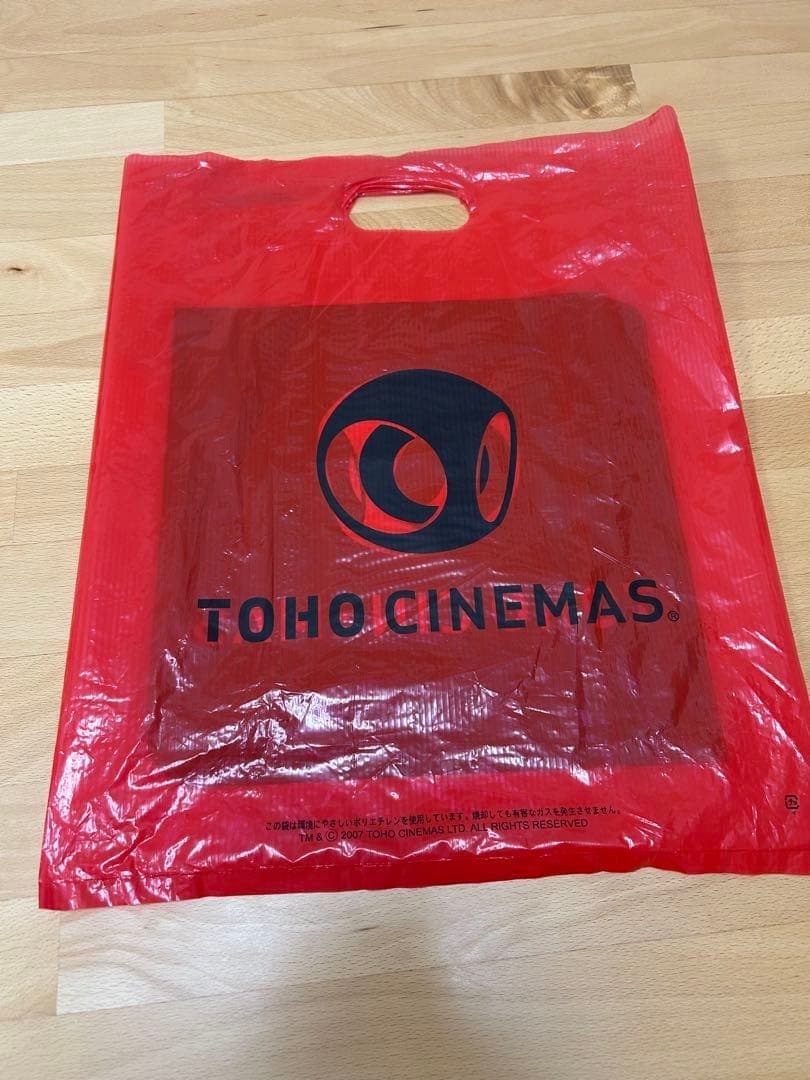 TOHO CINEMAS®
この袋は環境にやさしいポリエチレンを使用しています。焼却しても有害なガスを発生させません。
TM & © 2007 TOHO CINEMAS LTD. ALL RIGHTS RESERVED